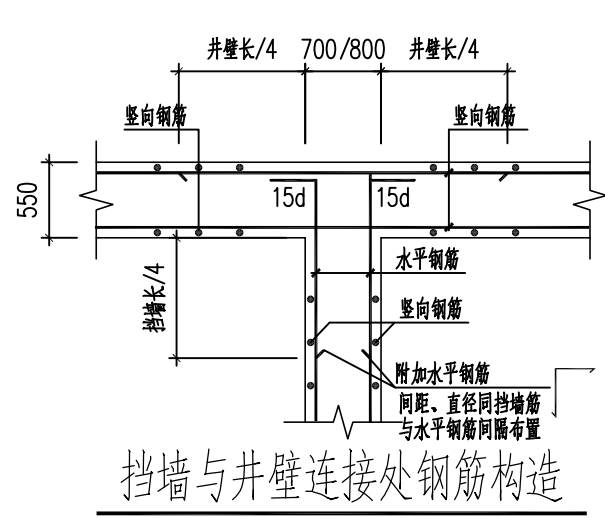 井壁长/4 700/800 井壁长/4
竖向钢筋 竖向钢筋
550
15d 15d
水平钢筋
挡墙长/4
竖向钢筋
附加水平钢筋
间距、直径同挡墙筋
与水平钢筋间隔布置
挡墙与井壁连接处钢筋构造